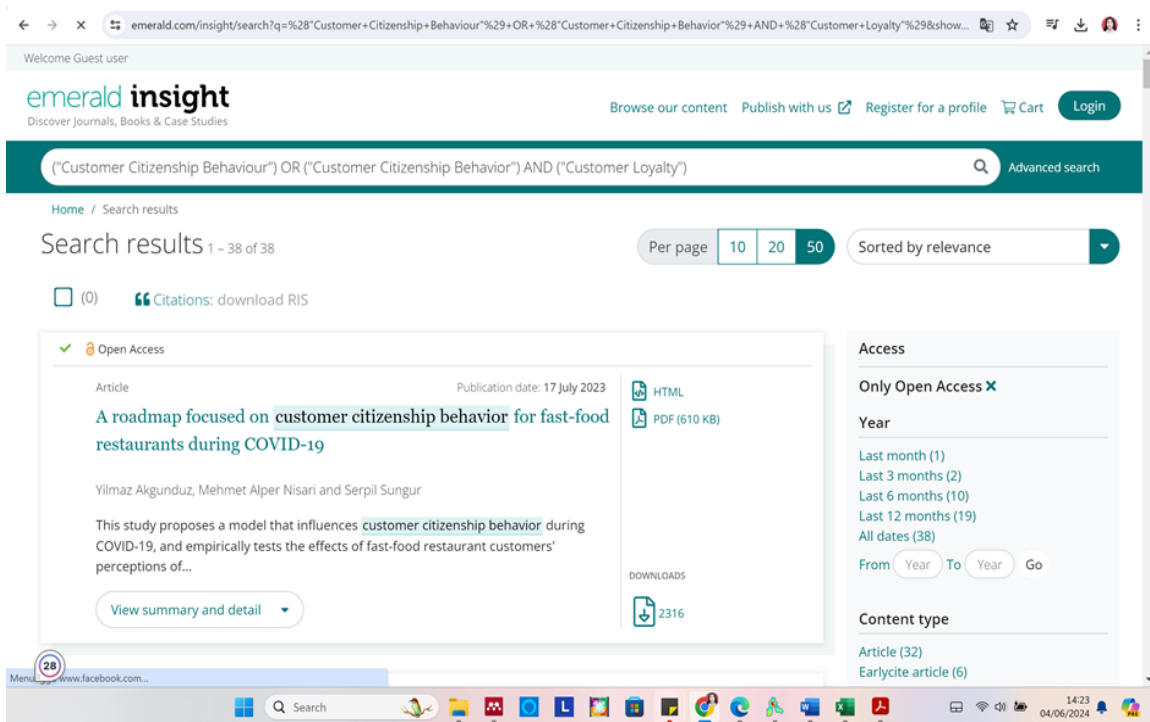 emerald.com/insight/search?q=%28"Customer+Citizenship+Behaviour"%29+OR+%28"Customer+Citizenship+Behavior"%29+AND+%28"Customer+Loyalty"%29&show...
Welcome Guest user
emerald insight
Discover Journals, Books & Case Studies
Browse our content Publish with us Register for a profile Cart Login
("Customer Citizenship Behaviour") OR ("Customer Citizenship Behavior") AND ("Customer Loyalty")
Advanced search
Home / Search results
Search results 1 – 38 of 38
Per page 10 20 50 Sorted by relevance
(0) Citations: download RIS
Open Access
Article Publication date: 17 July 2023
A roadmap focused on customer citizenship behavior for fast-food
restaurants during COVID-19
Yilmaz Akgunduz, Mehmet Alper Nisari and Serpil Sungur
This study proposes a model that influences customer citizenship behavior during
COVID-19, and empirically tests the effects of fast-food restaurant customers'
perceptions of...
View summary and detail
HTML
PDF (610 KB)
DOWNLOADS
2316
Access
Only Open Access
Year
Last month (1)
Last 3 months (2)
Last 6 months (10)
Last 12 months (19)
All dates (38)
From Year To Year Go
Content type
Article (32)
Earlycite article (6)
28
www.facebook.com...
Search
14:23
04/06/2024